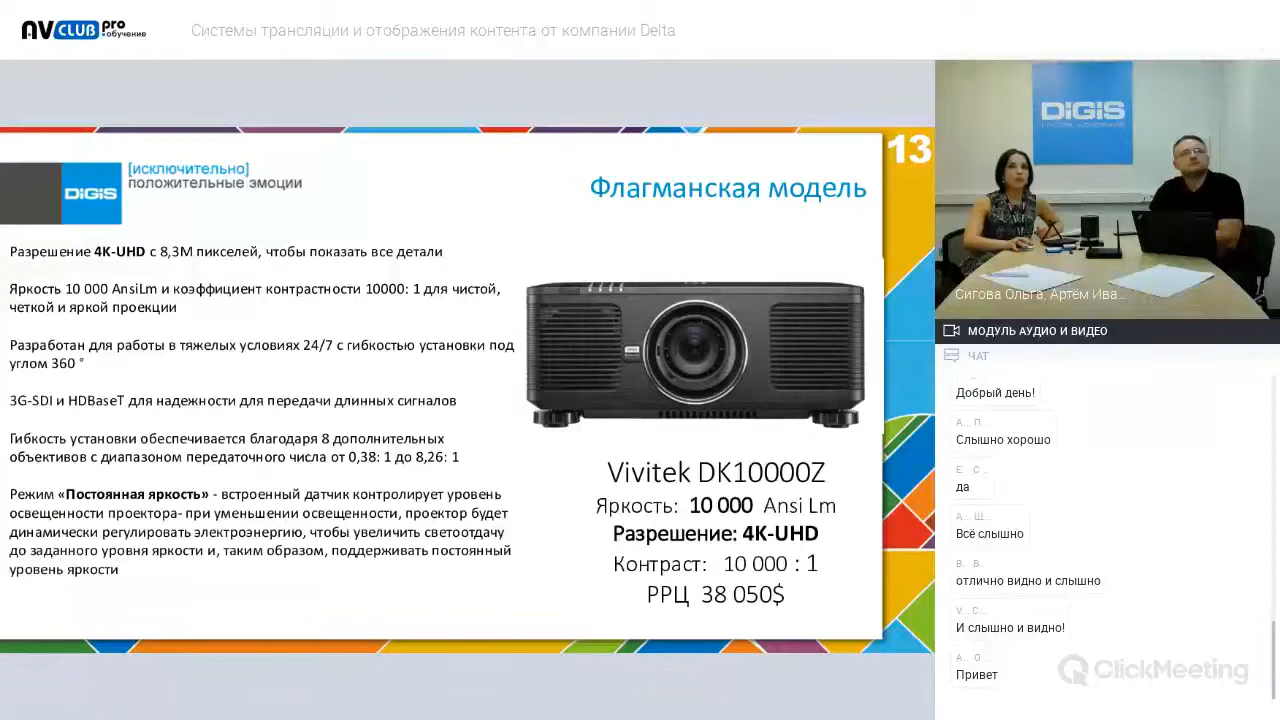 AVCLUB pro
•обучение
Системы трансляции и отображения контента от компании Delta
13
DIGIS
[исключительно]
положительные эмоции
Флагманская модель
Разрешение 4K-UHD с 8,3М пикселей, чтобы показать все детали
Яркость 10 000 AnsiLm и коэффициент контрастности 10000: 1 для чистой,
четкой и яркой проекции
Разработан для работы в тяжелых условиях 24/7 с гибкостью установки под
углом 360 °
3G-SDI и HDBaseT для надежности для передачи длинных сигналов
Гибкость установки обеспечивается благодаря 8 дополнительных
объективов с диапазоном передаточного числа от 0,38: 1 до 8,26: 1
Режим «Постоянная яркость» - встроенный датчик контролирует уровень
освещенности проектора- при уменьшении освещенности, проектор будет
динамически регулировать электроэнергию, чтобы увеличить светоотдачу
до заданного уровня яркости и, таким образом, поддерживать постоянный
уровень яркости
Vivitek DK10000Z
Яркость: 10 000 Ansi Lm
Разрешение: 4K-UHD
Контраст: 10 000 : 1
РРЦ 38 050$
DIGIS
Сигова Ольга, Артём Ива...
МОДУЛЬ АУДИО И ВИДЕО
ЧАТ
Добрый день!
А... П...
Слышно хорошо
Е... С...
да
А... Ш...
Всё слышно
В... В...
отлично видно и слышно
V... С...
И слышно и видно!
А... О...
Привет
ClickMeeting